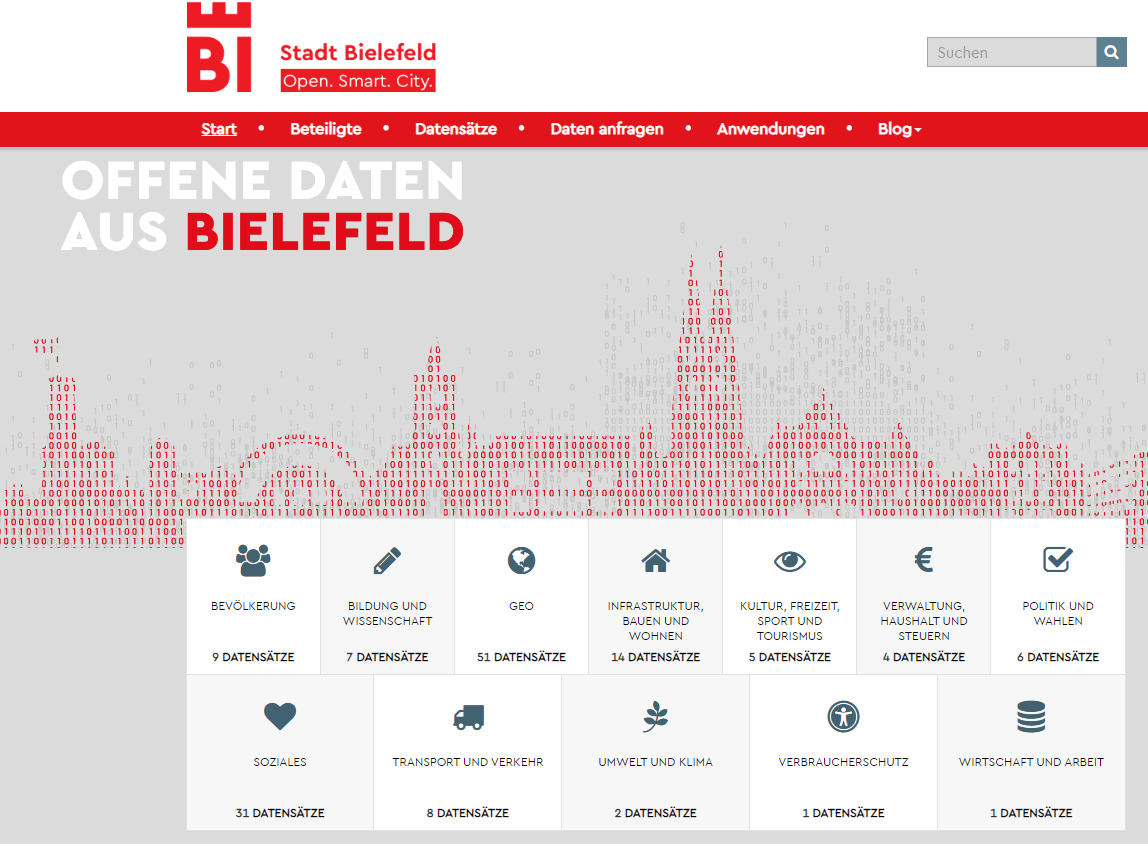 BI
Stadt Bielefeld
Open. Smart. City.
Suchen
Start • Beteiligte • Datensätze • Daten anfragen • Anwendungen • Blog
OFFENE DATEN
AUS BIELEFELD
BEVÖLKERUNG
9 DATENSÄTZE
BILDUNG UND
WISSENSCHAFT
7 DATENSÄTZE
GEO
51 DATENSÄTZE
INFRASTRUKTUR,
BAUEN UND
WOHNEN
14 DATENSÄTZE
KULTUR, FREIZEIT,
SPORT UND
TOURISMUS
5 DATENSÄTZE
VERWALTUNG,
HAUSHALT UND
STEUERN
4 DATENSÄTZE
POLITIK UND
WAHLEN
6 DATENSÄTZE
SOZIALES
31 DATENSÄTZE
TRANSPORT UND VERKEHR
8 DATENSÄTZE
UMWELT UND KLIMA
2 DATENSÄTZE
VERBRAUCHERSCHUTZ
1 DATENSÄTZE
WIRTSCHAFT UND ARBEIT
1 DATENSÄTZE